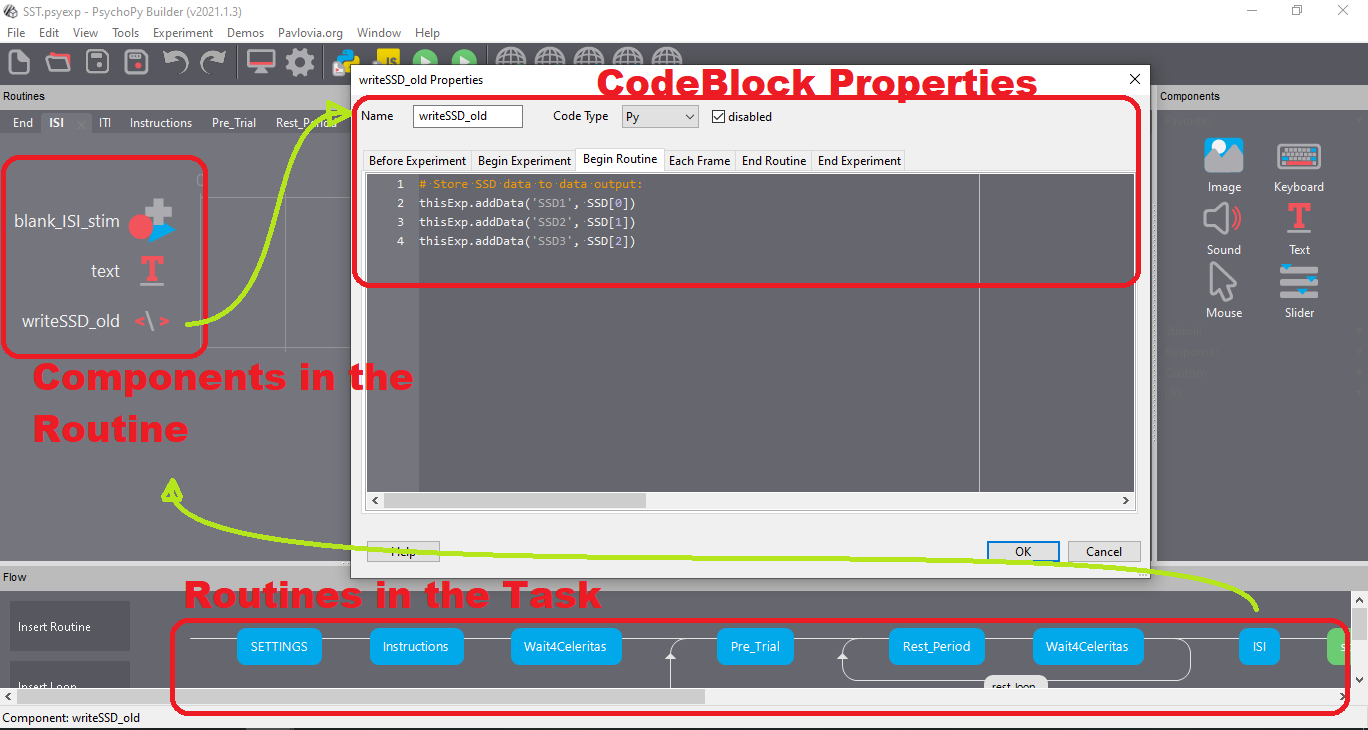 SST.psyexp - PsychoPy Builder (v2021.1.3)
File Edit View Tools Experiment Demos Pavlovia.org Window Help
writeSSD_old Properties
CodeBlock Properties
Routines
Components
End ISI ITI Instructions Pre_Trial
Name writeSSD_old Code Type Py disabled
Before Experiment Begin Experiment Begin Routine Each Frame End Routine End Experiment
1 # Store SSD data to data output:
2 thisExp.addData('SSD1', SSD[0])
3 thisExp.addData('SSD2', SSD[1])
4 thisExp.addData('SSD3', SSD[2])
blank_ISI_stim
text
writeSSD_old
Image Keyboard
Sound Text
Mouse Slider
Components in the
Routine
Help OK Cancel
Flow
Routines in the Task
Insert Routine
SETTINGS Instructions Wait4Celeritas Pre_Trial Rest_Period Wait4Celeritas ISI
Insert Loop
rest_loop
Component: writeSSD_old